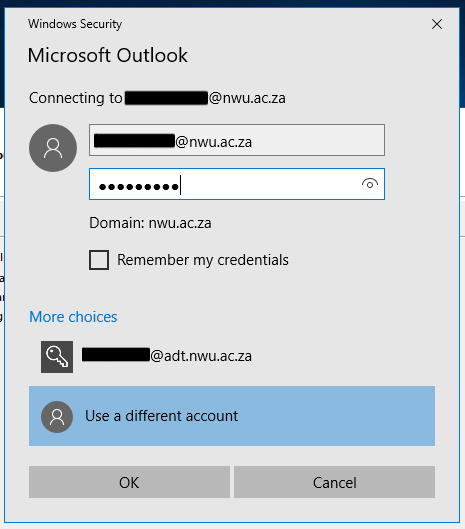 Windows Security
Microsoft Outlook
Connecting to @nwu.ac.za
@nwu.ac.za
Domain: nwu.ac.za
Remember my credentials
More choices
@adt.nwu.ac.za
Use a different account
OK Cancel